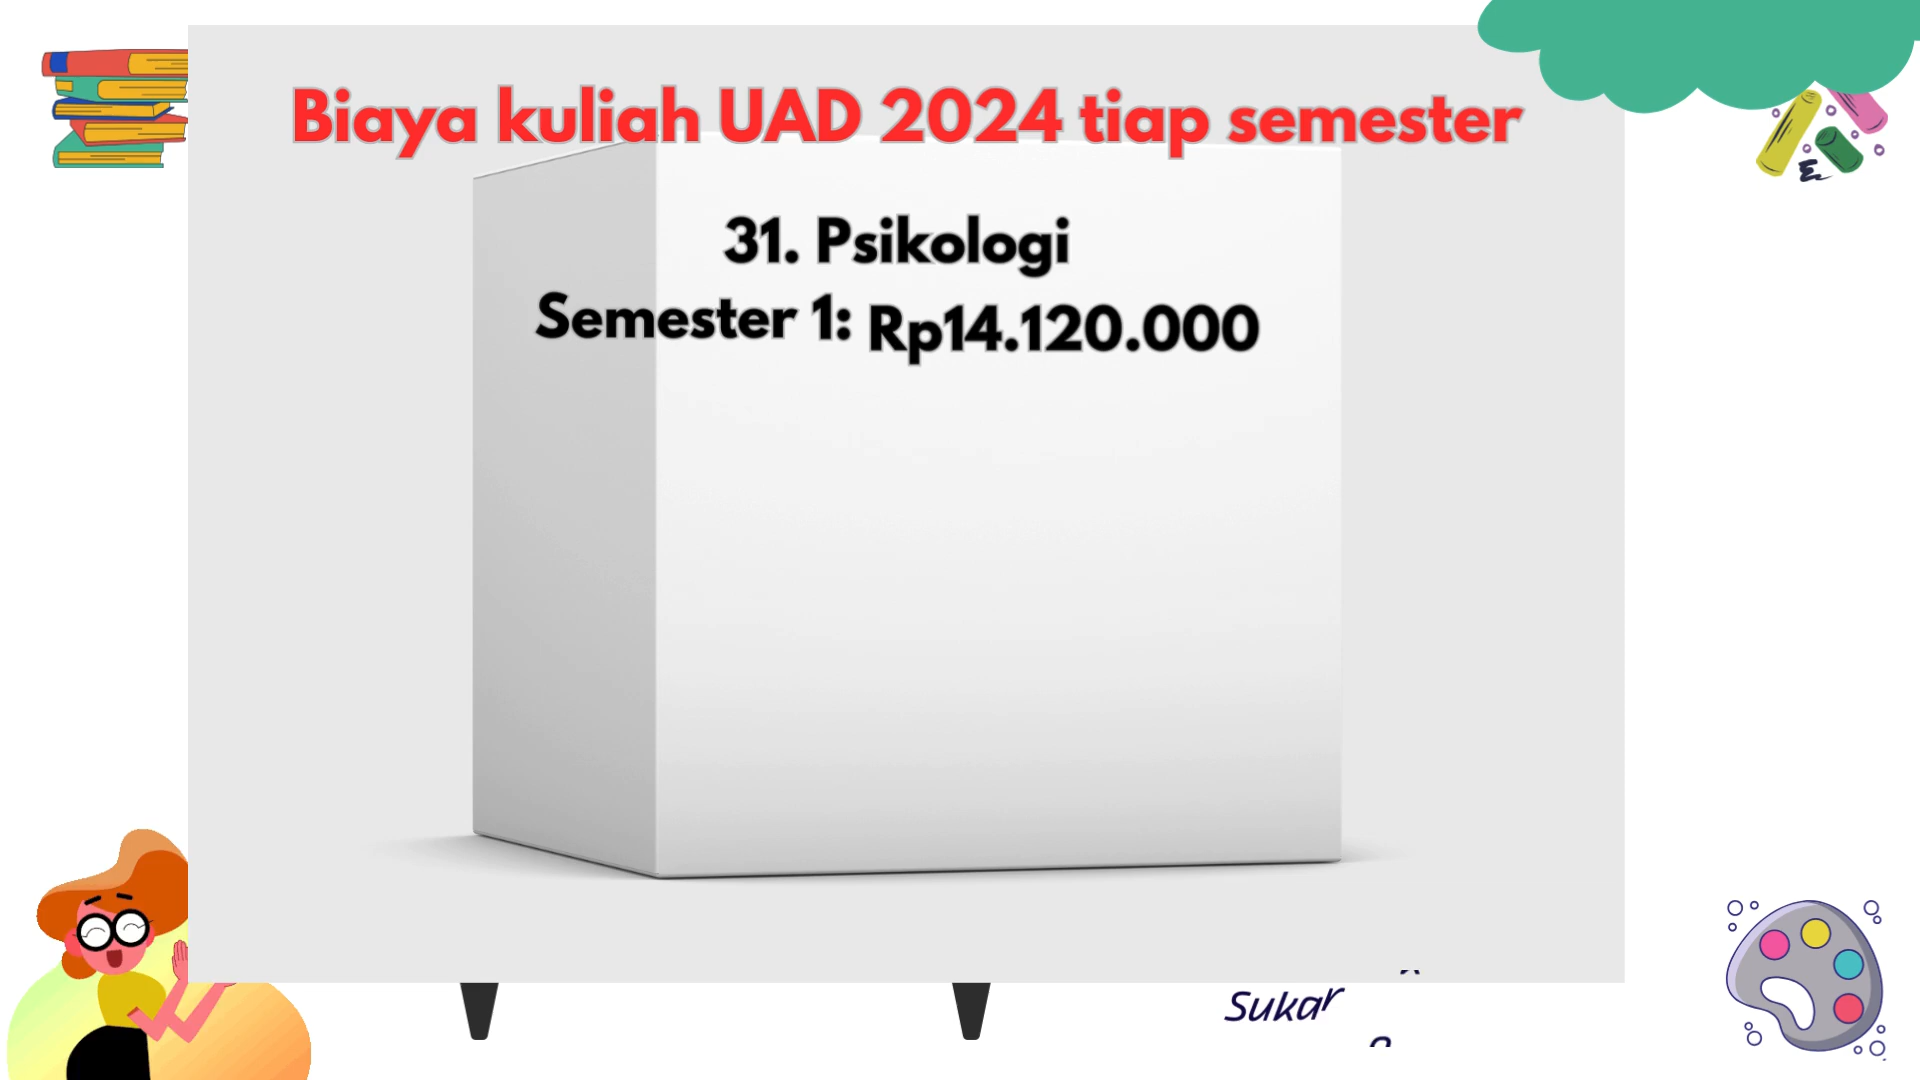 Biaya kuliah UAD 2024 tiap semester
31. Psikologi
Semester 1: Rp14.120.000
Sukar